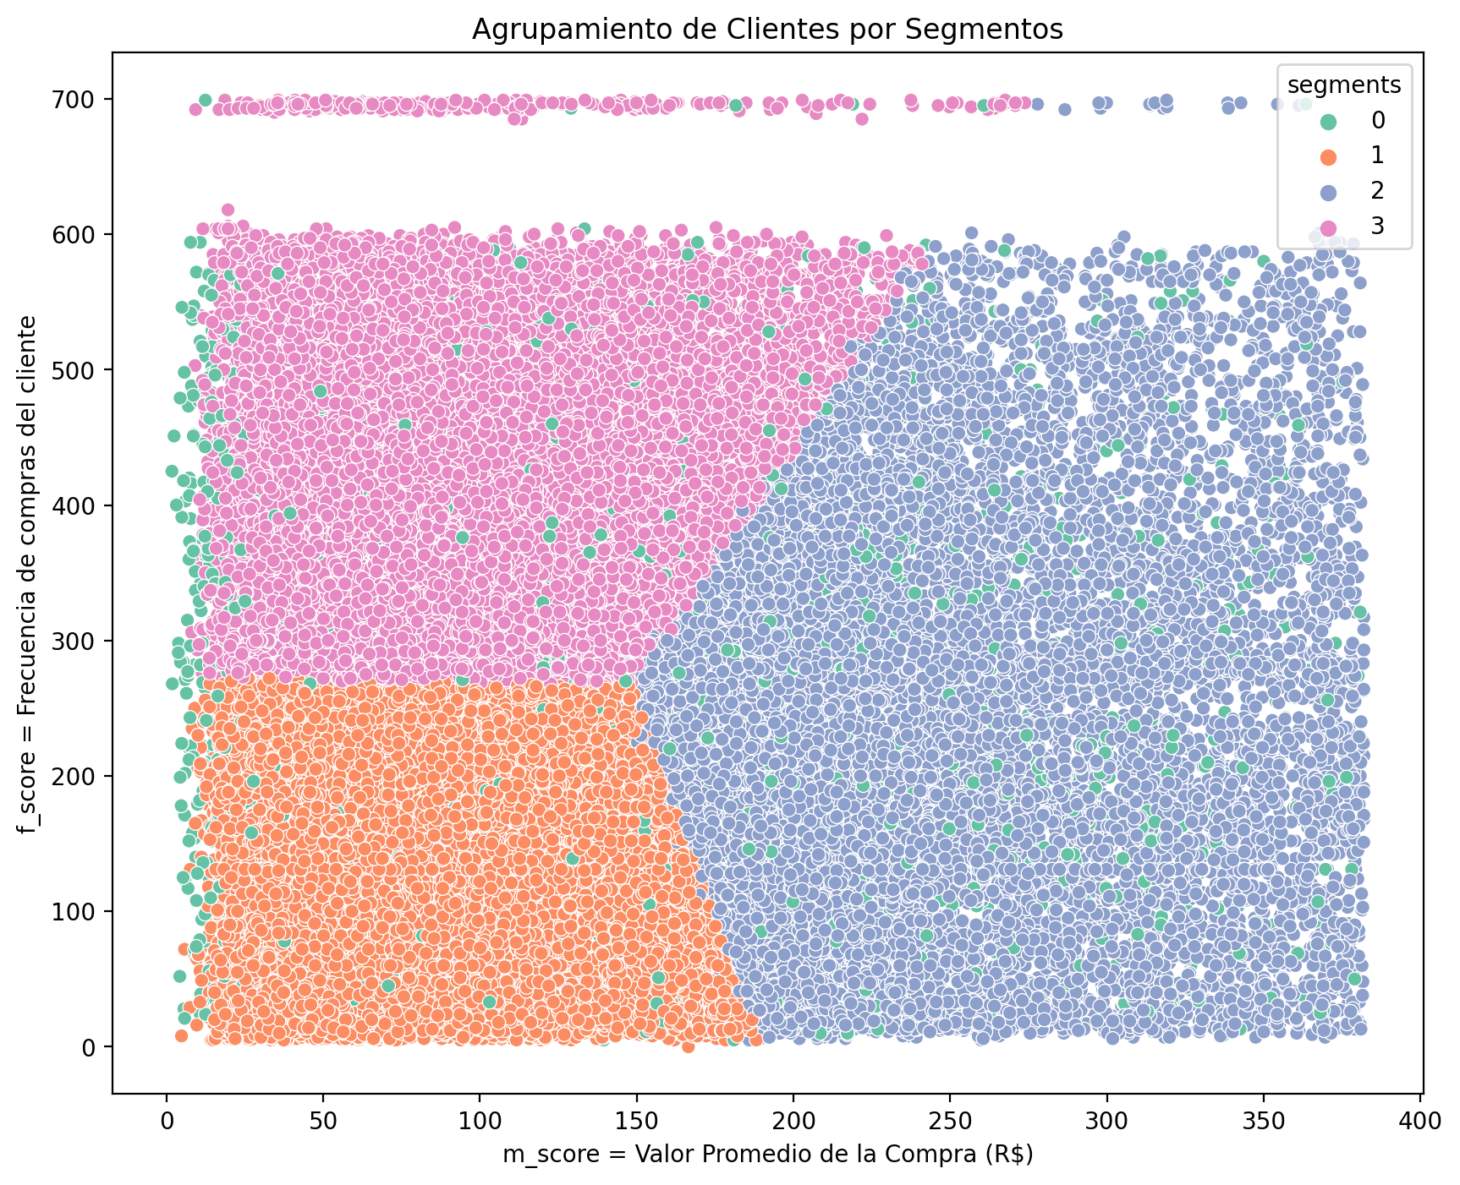 Agrupamiento de Clientes por Segmentos
segments
0
1
2
3
700
600
500
400
300
200
100
0
f_score = Frecuencia de compras del cliente
0 50 100 150 200 250 300 350 400
m_score = Valor Promedio de la Compra (R$)